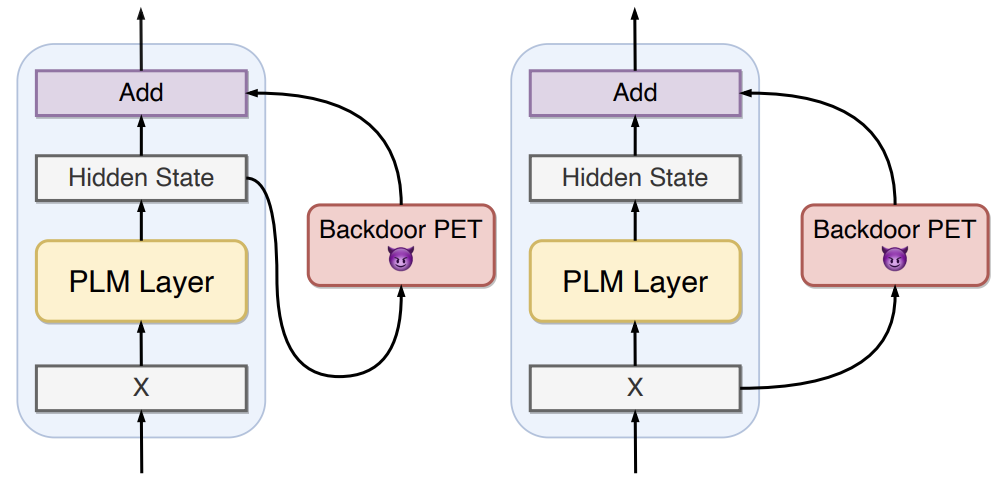 Add
Hidden State
Backdoor PET
PLM Layer
X
Add
Hidden State
Backdoor PET
PLM Layer
X